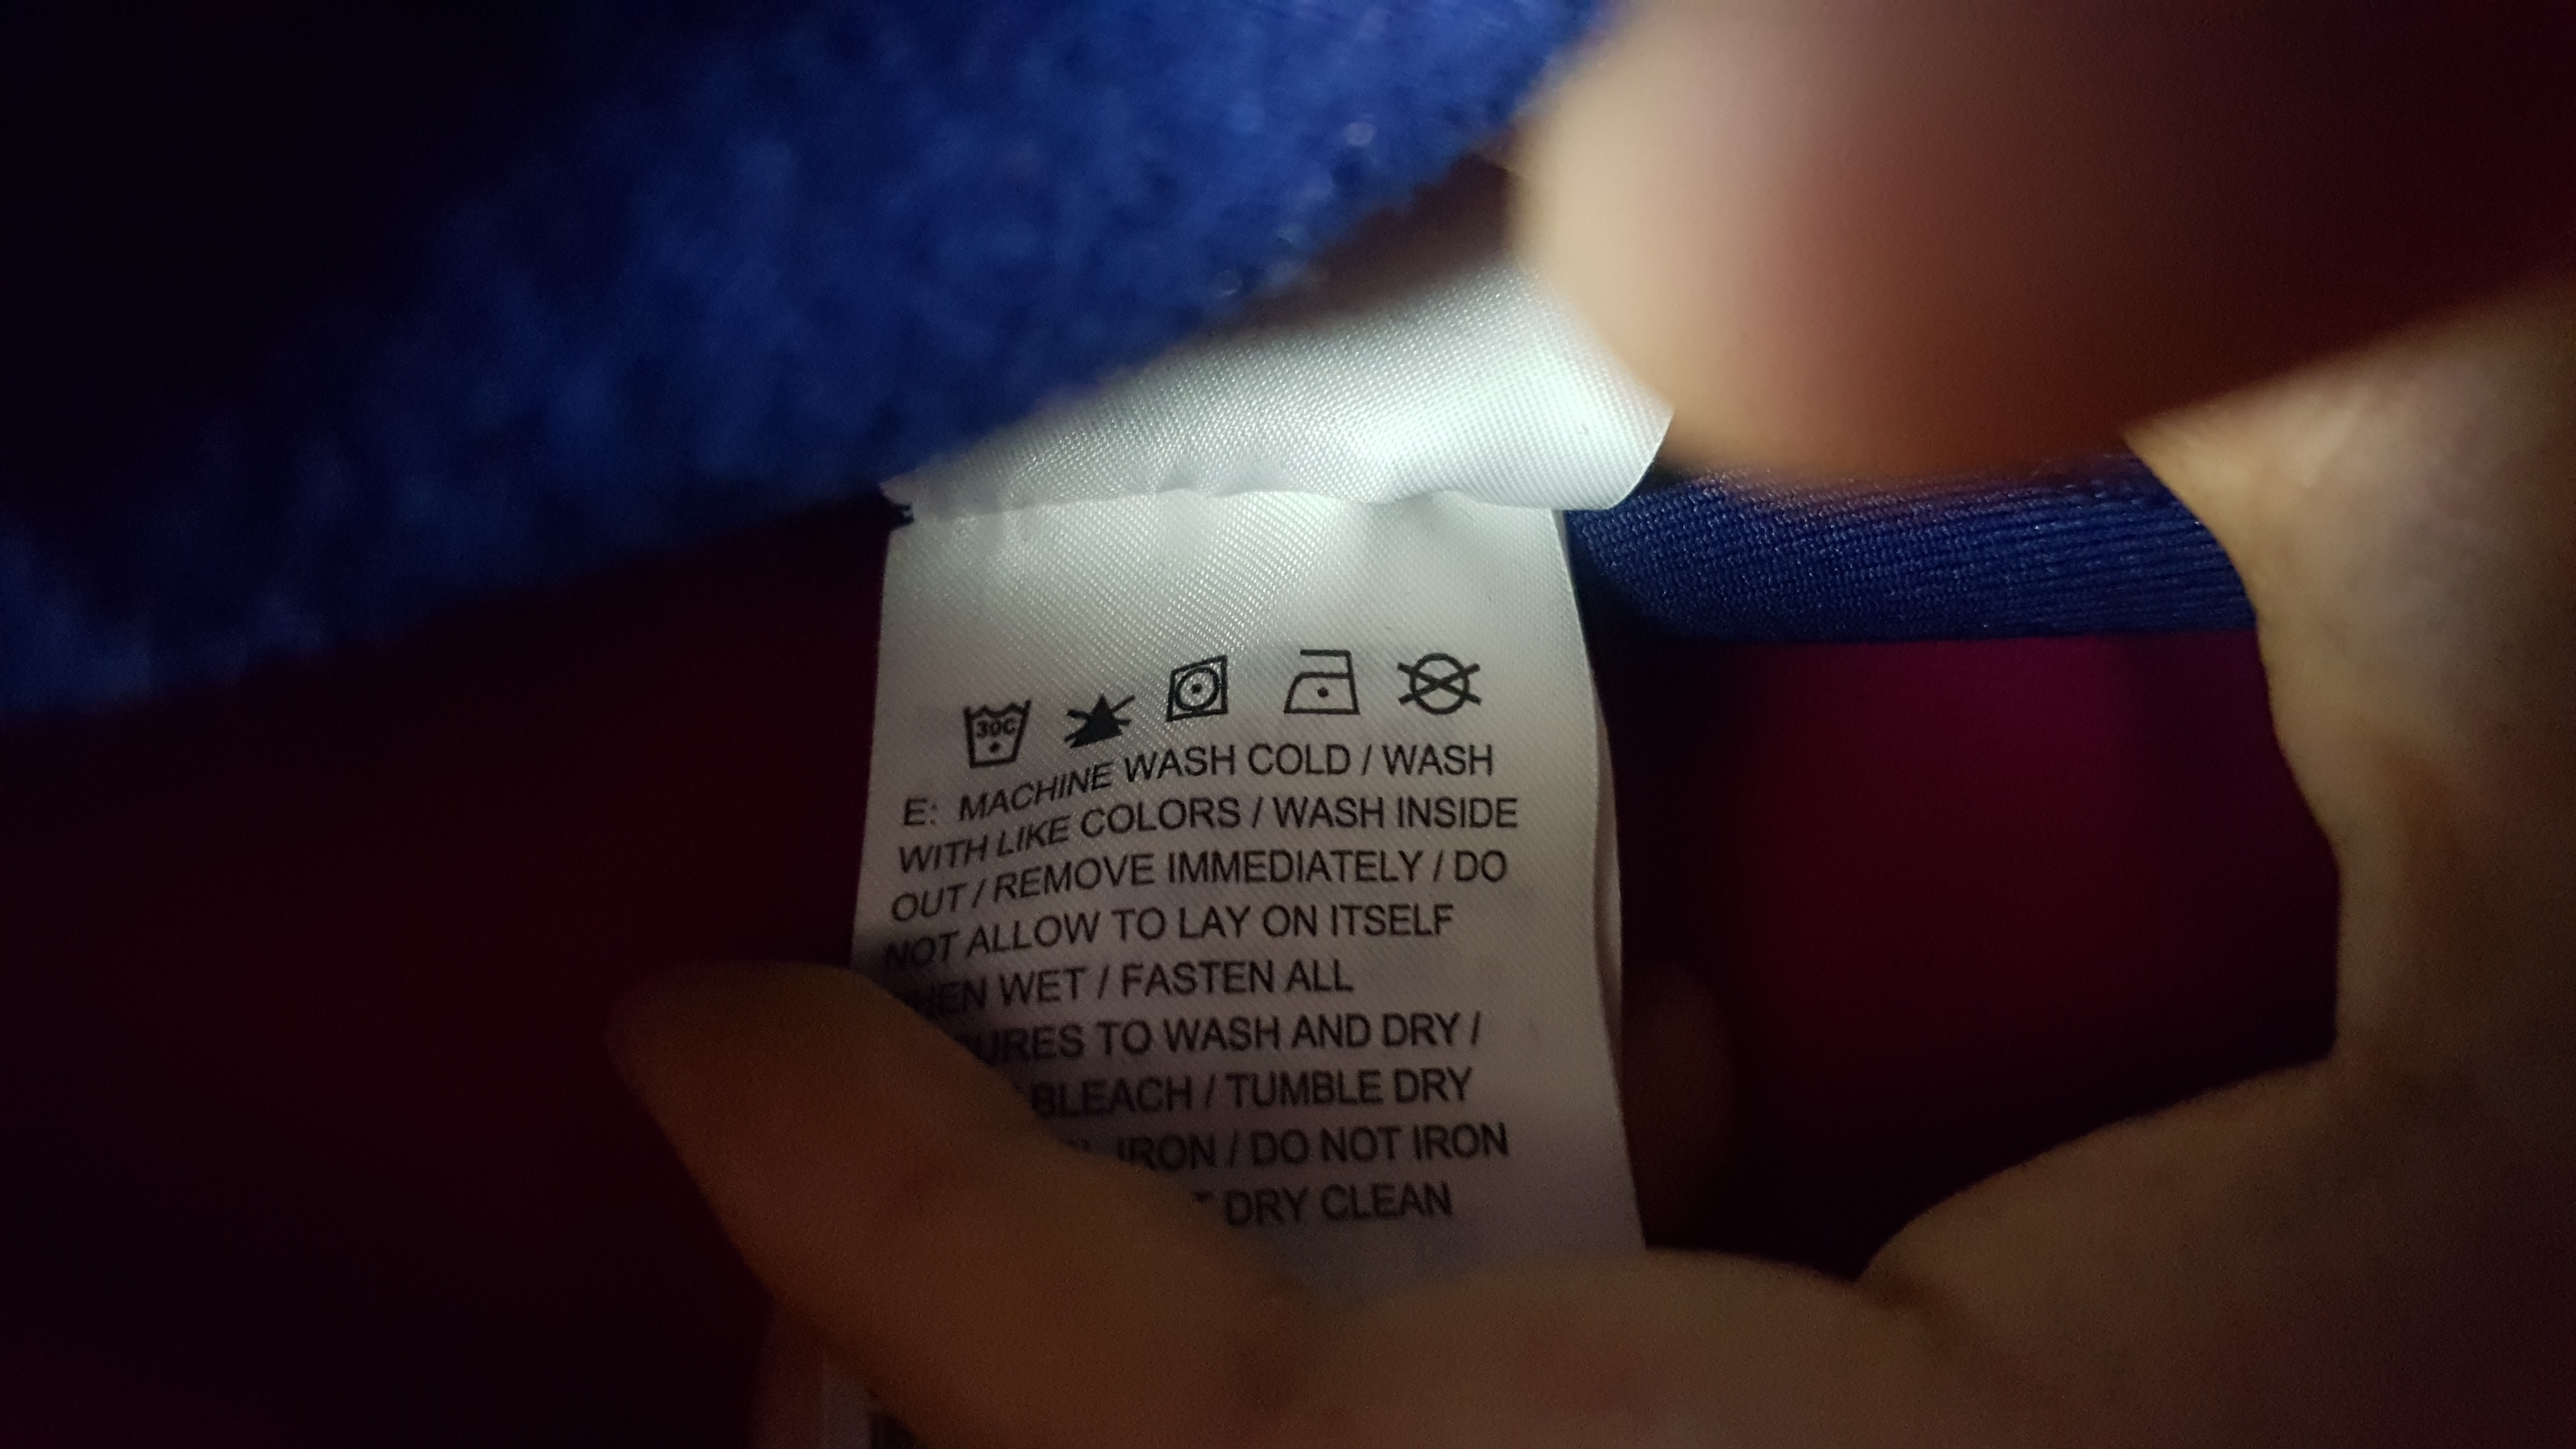 30C
E: MACHINE WASH COLD / WASH
WITH LIKE COLORS / WASH INSIDE
OUT / REMOVE IMMEDIATELY / DO
NOT ALLOW TO LAY ON ITSELF
WET / FASTEN ALL
TO WASH AND DRY /
BLEACH / TUMBLE DRY
IRON / DO NOT IRON
DRY CLEAN